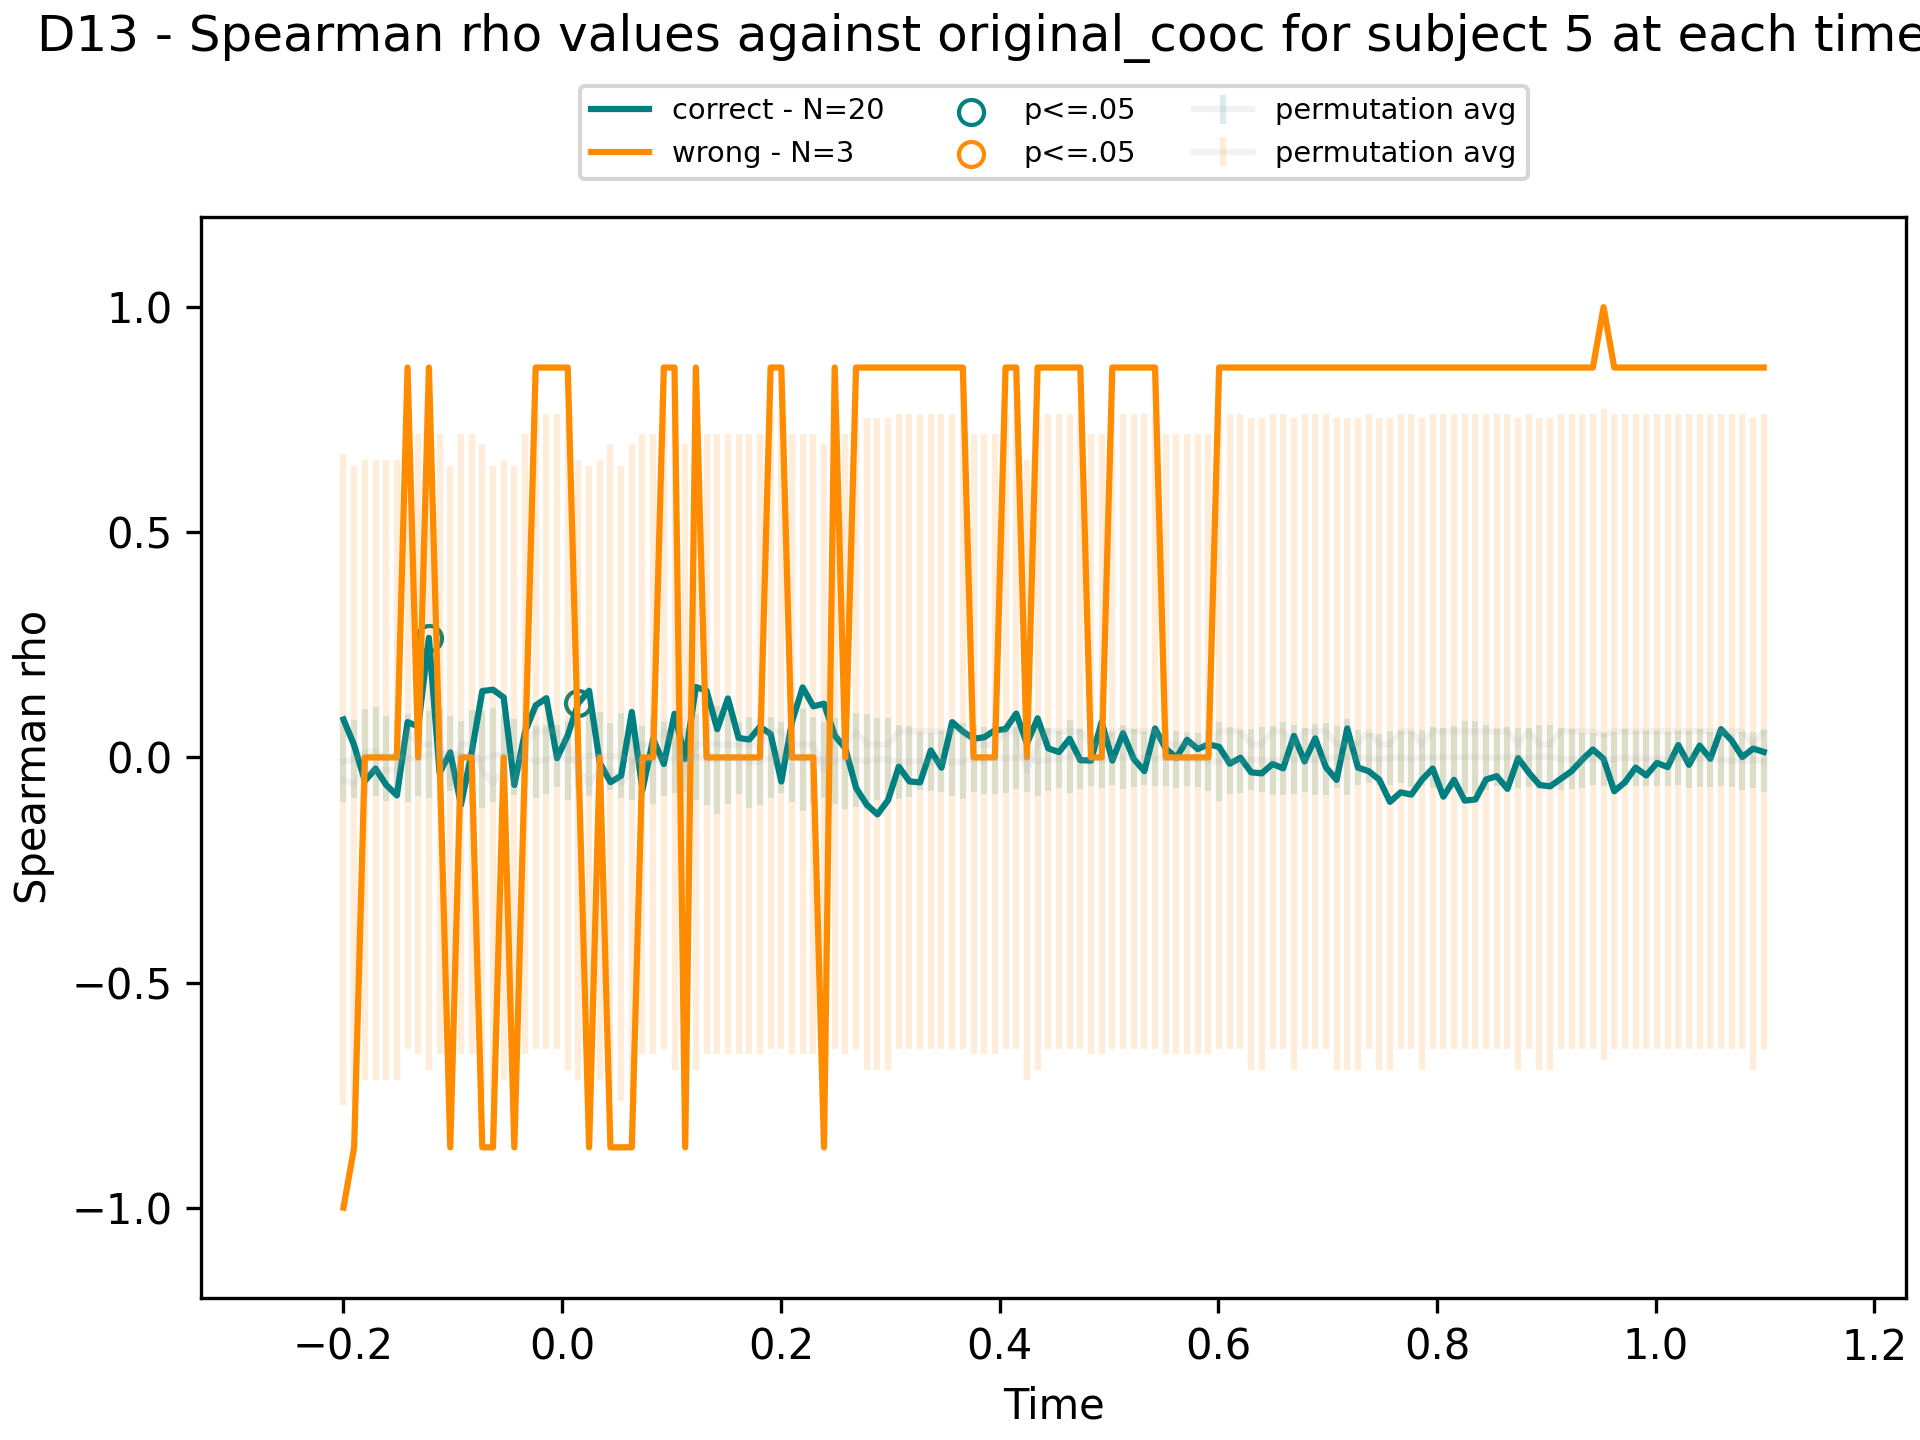 D13 - Spearman rho values against original_cooc for subject 5 at each time
correct - N=20
wrong - N=3
p<=.05
p<=.05
permutation avg
permutation avg
1.0
0.5
0.0
−0.5
−1.0
Spearman rho
−0.2 0.0 0.2 0.4 0.6 0.8 1.0 1.2
Time